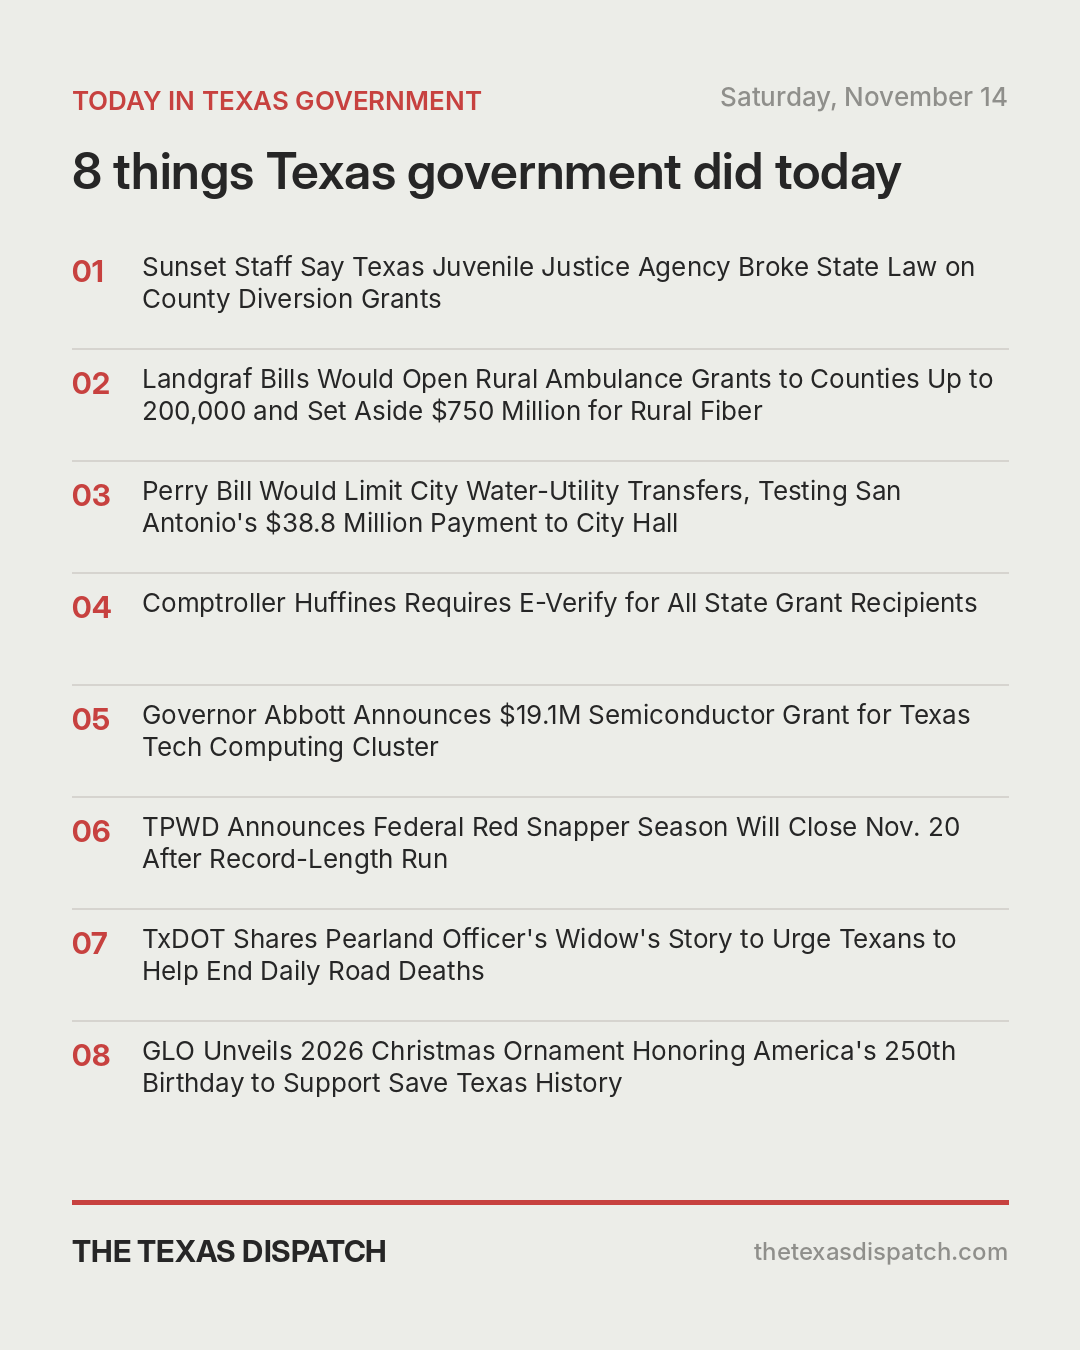 TODAY IN TEXAS GOVERNMENT
Saturday, November 14
8 things Texas government did today
01
Sunset Staff Say Texas Juvenile Justice Agency Broke State Law on
County Diversion Grants
02
Landgraf Bills Would Open Rural Ambulance Grants to Counties Up to
200,000 and Set Aside $750 Million for Rural Fiber
03
Perry Bill Would Limit City Water-Utility Transfers, Testing San
Antonio's $38.8 Million Payment to City Hall
04
Comptroller Huffines Requires E-Verify for All State Grant Recipients
05
Governor Abbott Announces $19.1M Semiconductor Grant for Texas
Tech Computing Cluster
06
TPWD Announces Federal Red Snapper Season Will Close Nov. 20
After Record-Length Run
07
TxDOT Shares Pearland Officer's Widow's Story to Urge Texans to
Help End Daily Road Deaths
08
GLO Unveils 2026 Christmas Ornament Honoring America's 250th
Birthday to Support Save Texas History
THE TEXAS DISPATCH
thetexasdispatch.com